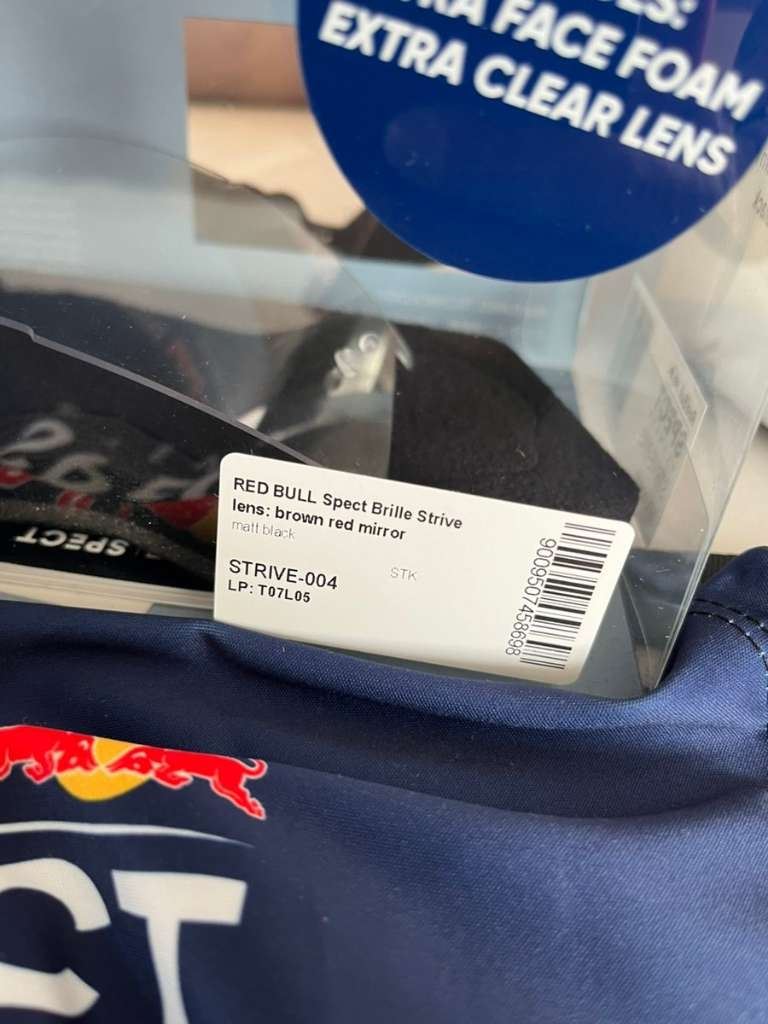 FACE FOAM
EXTRA CLEAR LENS
RED BULL Spect Brille Strive
lens: brown red mirror
matt black
STRIVE-004
STK
LP: T07L05
9009507458698
SPECT
CT